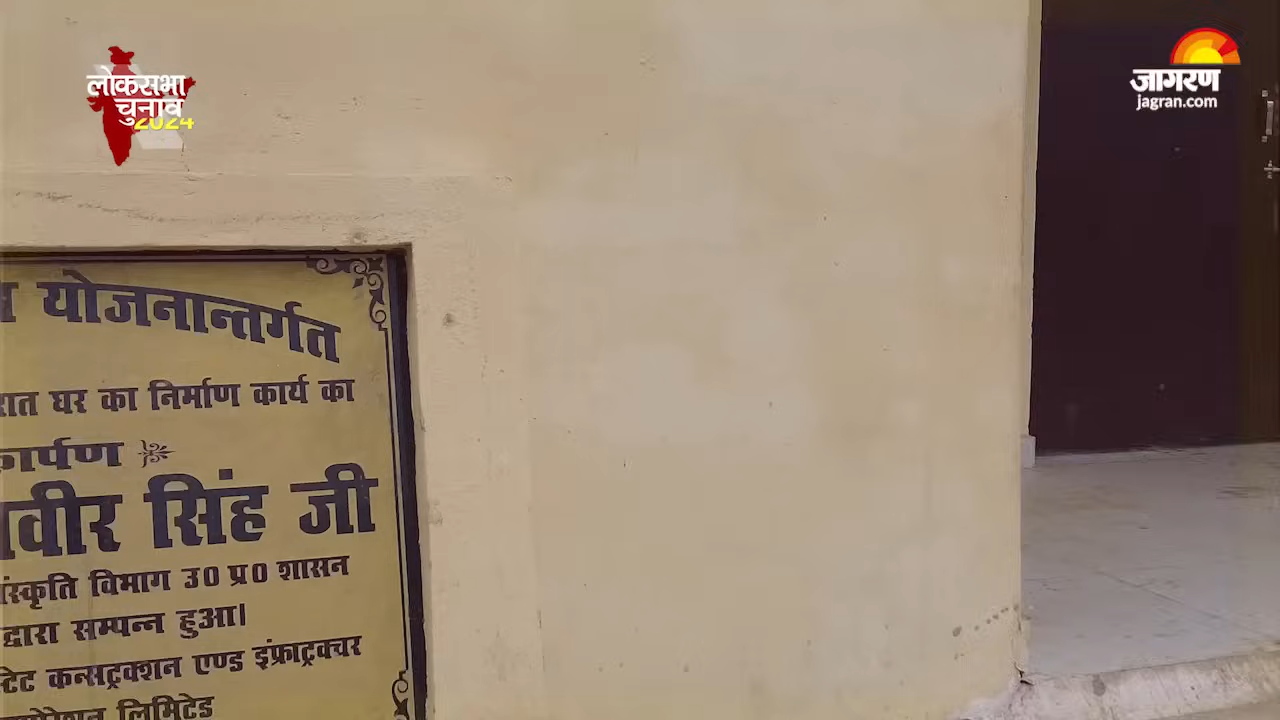 लोकसभा
चुनाव
2024
जागरण
jagran.com
योजनान्तर्गत
घर का निर्माण कार्य का
सिंह जी
विभाग उ0 प्र0 शासन
द्वारा सम्पन्न हुआ।
कन्सट्रक्शन एण्ड इंफ्राट्रक्चर
लिमिटेड